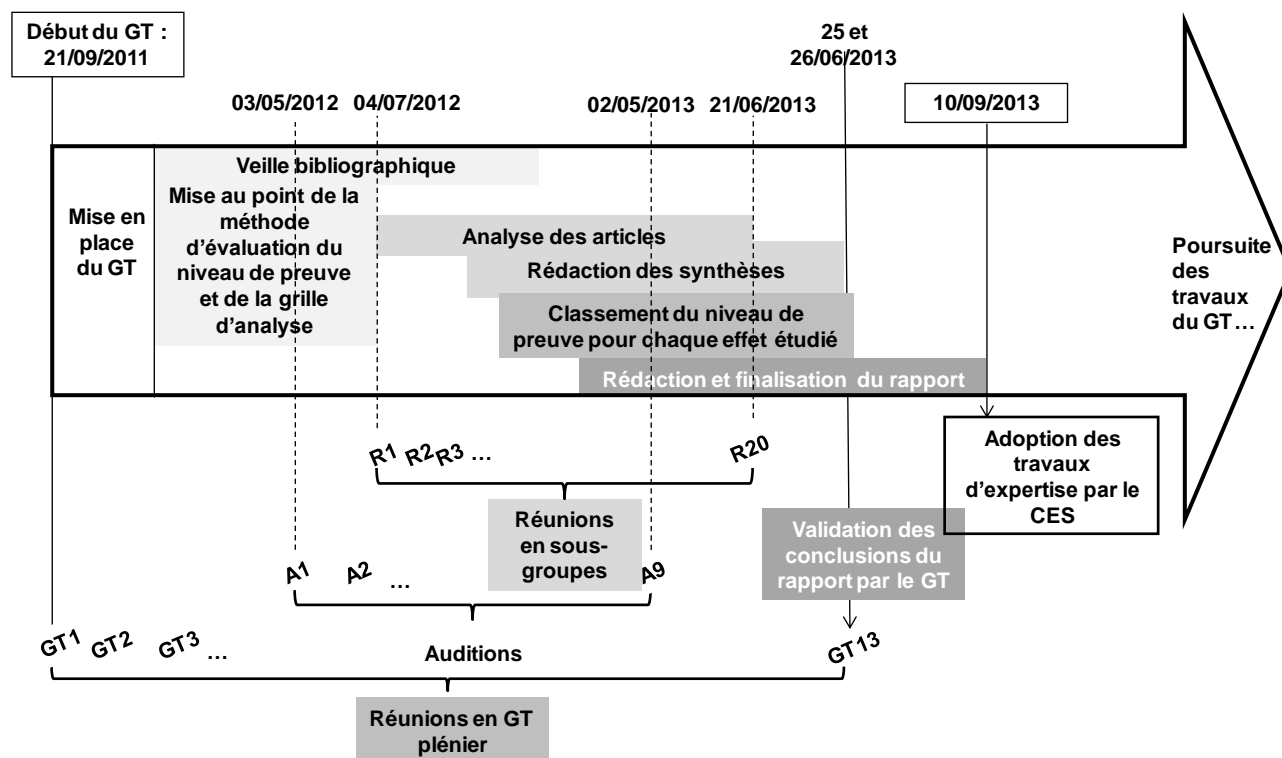 Début du GT :
21/09/2011
25 et
26/06/2013
03/05/2012
04/07/2012
02/05/2013
21/06/2013
10/09/2013
Mise en
place
du GT
Veille bibliographique
Mise au point de la
méthode
d'évaluation du
niveau de preuve
et de la grille
d'analyse
Analyse des articles
Rédaction des synthèses
Classement du niveau de
preuve pour chaque effet étudié
Rédaction et finalisation du rapport
Poursuite
des
travaux
du GT…
R1
R2
R3
…
R20
Réunions
en sous-
groupes
Adoption des
travaux
d'expertise par le
CES
Validation des
conclusions du
rapport par le GT
A1
A2
…
A9
Auditions
GT1
GT2
GT3
…
GT13
Réunions en GT
plénier